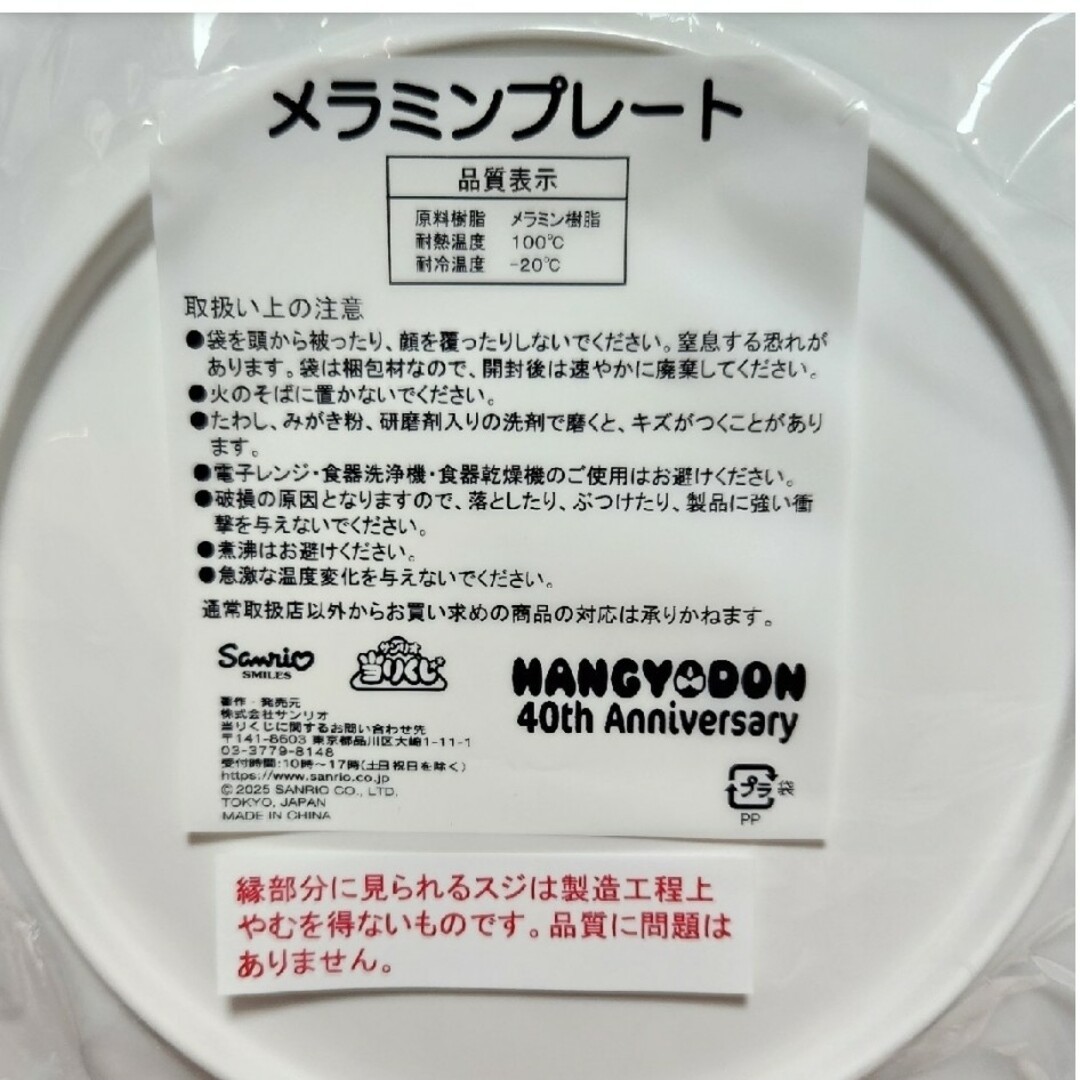 メラミンプレート
品質表示
原料樹脂 メラミン樹脂
耐熱温度 100℃
耐冷温度 -20℃
取扱い上の注意
●袋を頭から被ったり、顔を覆ったりしないでください。窒息する恐れが
あります。袋は梱包材なので、開封後は速やかに廃棄してください。
●火のそばに置かないでください。
●たわし、みがき粉、研磨剤入りの洗剤で磨くと、キズがつくことがあり
ます。
●電子レンジ・食器洗浄機・食器乾燥機のご使用はお避けください。
●破損の原因となりますので、落としたり、ぶつけたり、製品に強い衝
撃を与えないでください。
●煮沸はお避けください。
●急激な温度変化を与えないでください。
通常取扱店以外からお買い求めの商品の対応は承りかねます。
Sanrio
SMILES
サンリオ
当りくじ
HANGYODON
40th Anniversary
著作・発売元
株式会社サンリオ
当りくじに関するお問い合わせ先
〒141-8603 東京都品川区大崎1-11-1
03-3779-8148
受付時間:10時～17時(土日祝日を除く)
https://www.sanrio.co.jp
© 2025 SANRIO CO., LTD.
TOKYO, JAPAN
MADE IN CHINA
プラ 袋
PP
縁部分に見られるスジは製造工程上
やむを得ないものです。品質に問題は
ありません。